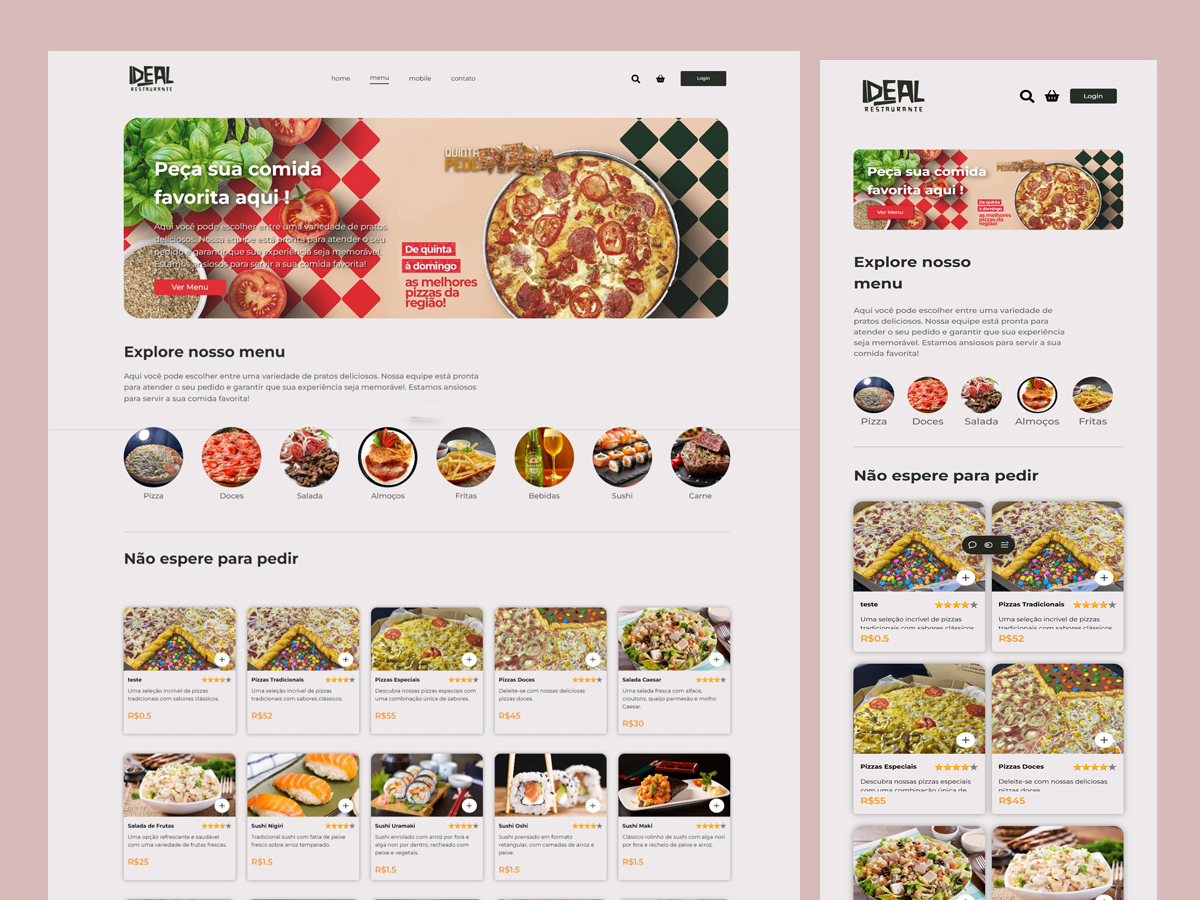 IDEAL
RESTAURANTE
home menu mobile contato
Login
Peça sua comida
favorita aqui !
Aqui você pode escolher entre uma variedade de pratos
deliciosos. Nossa equipe está pronta para atender o seu
pedido e garantir que sua experiência seja memorável.
Estamos ansiosos para servir a sua comida favorita!
Ver Menu
QUINTA
De quinta
à domingo
as melhores
pizzas da
região!
Explore nosso menu
Aqui você pode escolher entre uma variedade de pratos deliciosos. Nossa equipe está pronta
para atender o seu pedido e garantir que sua experiência seja memorável. Estamos ansiosos
para servir a sua comida favorita!
Pizza Doces Salada Almoços Fritas Bebidas Sushi Carne
Não espere para pedir
teste
Uma seleção incrível de pizzas
tradicionais com sabores clássicos.
R$0.5
Pizzas Tradicionais
Uma seleção incrível de pizzas
tradicionais com sabores clássicos.
R$52
Pizzas Especiais
Descubra nossas pizzas especiais com
uma combinação única de sabores.
R$55
Pizzas Doces
Deleite-se com nossas deliciosas
pizzas doces.
R$45
Salada Caesar
Uma salada fresca com alface,
croutons, queijo parmesão e molho
Caesar.
R$30
Salada de Frutas
Uma opção refrescante e saudável
com uma variedade de frutas frescas.
R$25
Sushi Nigiri
Tradicional sushi com fatia de peixe
fresco sobre arroz temperado.
R$1.5
Sushi Uramaki
Sushi enrolado com arroz por fora e
alga nori por dentro, recheado com
peixe e vegetais.
R$1.5
Sushi Oshi
Sushi prensado em formato
retangular, com camadas de arroz e
peixe.
R$1.5
Sushi Maki
Clássico rolinho de sushi com alga nori
por fora e recheio de peixe e arroz.
R$1.5
IDEAL
RESTAURANTE
Login
Peça sua comida
favorita aqui !
Ver Menu
De quinta
à domingo
as melhores
pizzas da
região!
Explore nosso
menu
Aqui você pode escolher entre uma variedade de
pratos deliciosos. Nossa equipe está pronta para
atender o seu pedido e garantir que sua experiência
seja memorável. Estamos ansiosos para servir a sua
comida favorita!
Pizza Doces Salada Almoços Fritas
Não espere para pedir
teste
Uma seleção incrível de pizzas
tradicionais com sabores clássicos.
R$0.5
Pizzas Tradicionais
Uma seleção incrível de pizzas
tradicionais com sabores clássicos.
R$52
Pizzas Especiais
Descubra nossas pizzas especiais
com uma combinação única de
R$55
Pizzas Doces
Deleite-se com nossas deliciosas
pizzas doces.
R$45